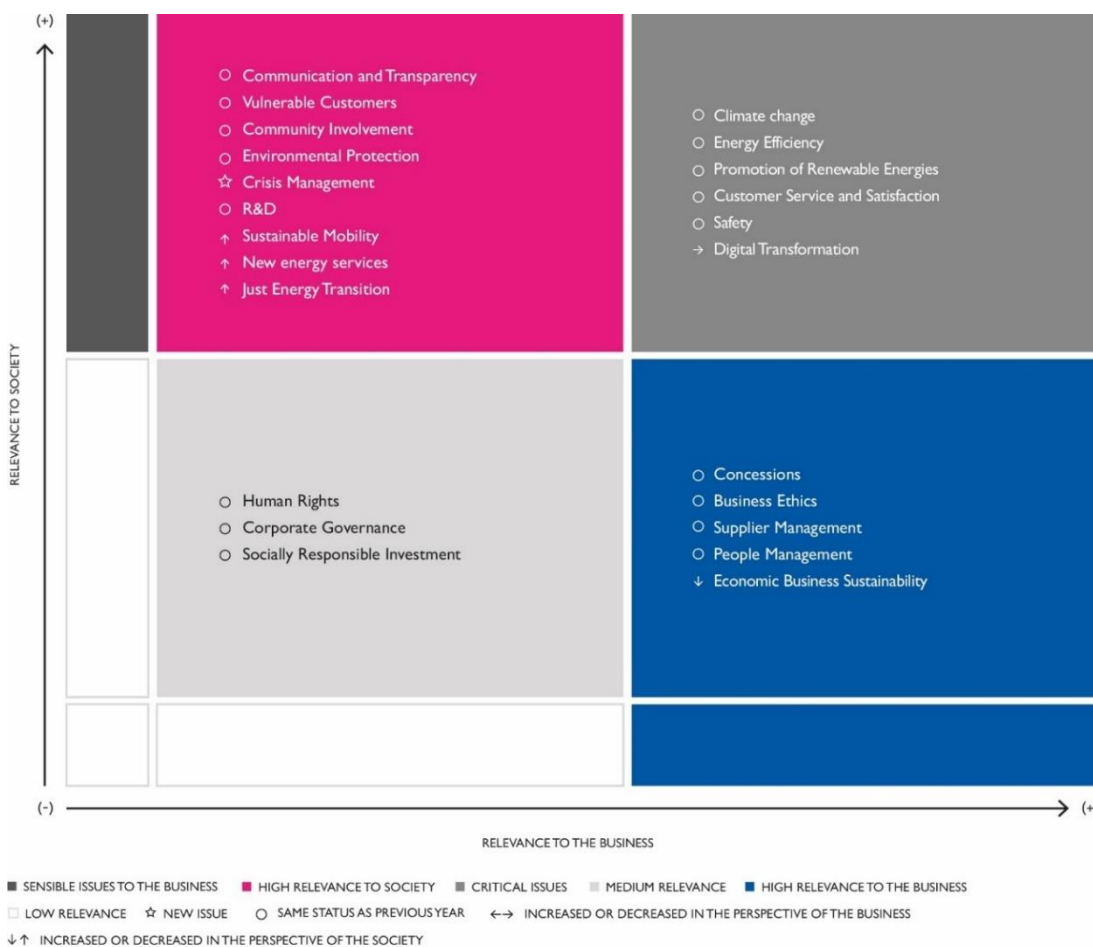 (+)
RELEVANCE TO SOCIETY
○ Communication and Transparency
○ Vulnerable Customers
○ Community Involvement
○ Environmental Protection
☆ Crisis Management
○ R&D
↑ Sustainable Mobility
↑ New energy services
↑ Just Energy Transition
○ Climate change
○ Energy Efficiency
○ Promotion of Renewable Energies
○ Customer Service and Satisfaction
○ Safety
→ Digital Transformation
○ Human Rights
○ Corporate Governance
○ Socially Responsible Investment
○ Concessions
○ Business Ethics
○ Supplier Management
○ People Management
↓ Economic Business Sustainability
(-)
(+
RELEVANCE TO THE BUSINESS
■ SENSIBLE ISSUES TO THE BUSINESS ■ HIGH RELEVANCE TO SOCIETY ■ CRITICAL ISSUES ■ MEDIUM RELEVANCE ■ HIGH RELEVANCE TO THE BUSINESS
□ LOW RELEVANCE ☆ NEW ISSUE ○ SAME STATUS AS PREVIOUS YEAR ←→ INCREASED OR DECREASED IN THE PERSPECTIVE OF THE BUSINESS
↓↑ INCREASED OR DECREASED IN THE PERSPECTIVE OF THE SOCIETY